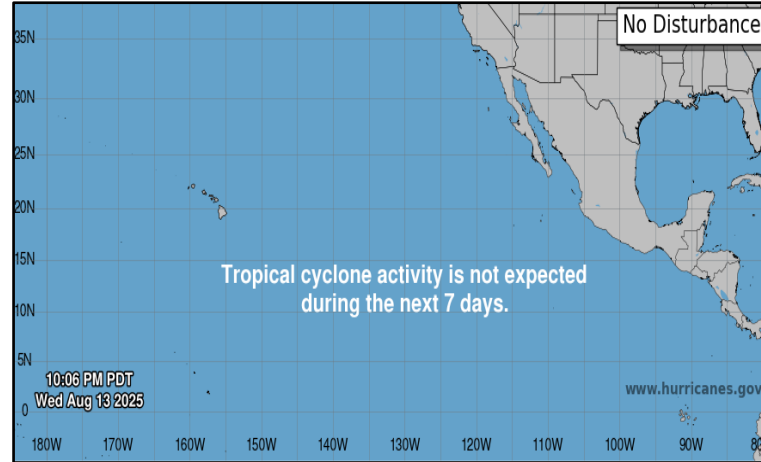 No Disturbance
35N
30N
25N
20N
15N
Tropical cyclone activity is not expected
during the next 7 days.
10N
5N
10:06 PM PDT
Wed Aug 13 2025
www.hurricanes.gov
0
180W 170W 160W 150W 140W 130W 120W 110W 100W 90W 80